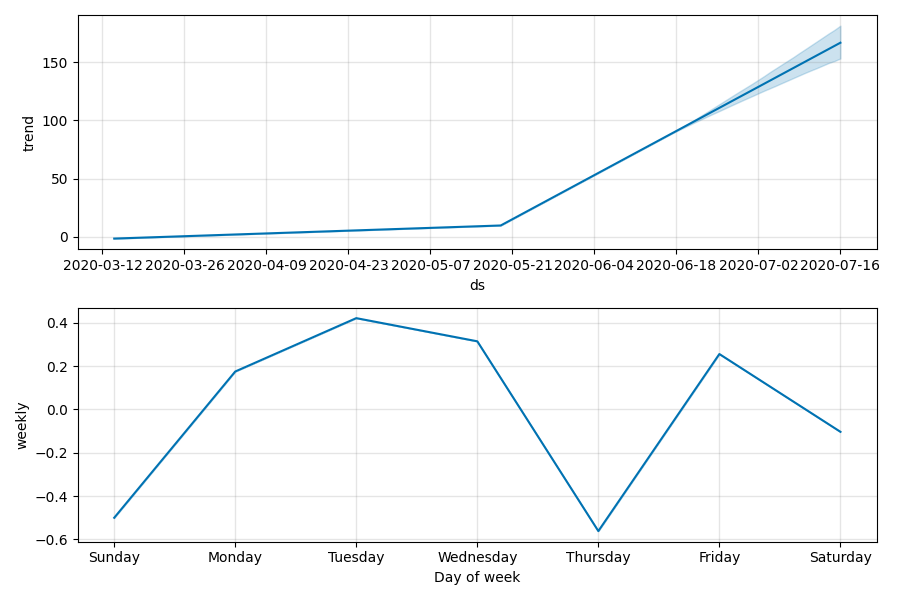 150
100
50
0
trend
2020-03-12 2020-03-26 2020-04-09 2020-04-23 2020-05-07 2020-05-21 2020-06-04 2020-06-18 2020-07-02 2020-07-16
ds
0.4
0.2
0.0
−0.2
−0.4
−0.6
weekly
Sunday Monday Tuesday Wednesday Thursday Friday Saturday
Day of week